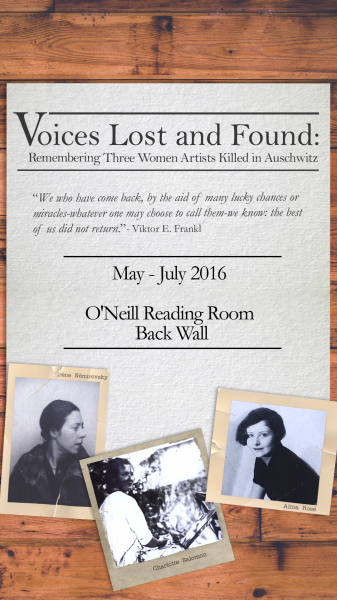 Voices Lost and Found:
Remembering Three Women Artists Killed in Auschwitz
“We who have come back, by the aid of many lucky chances or
miracles-whatever one may choose to call them-we know: the best
of us did not return.”- Viktor E. Frankl
May - July 2016
O'Neill Reading Room
Back Wall
Irène Némirovsky
Alma Rosé
Charlotte Salomon